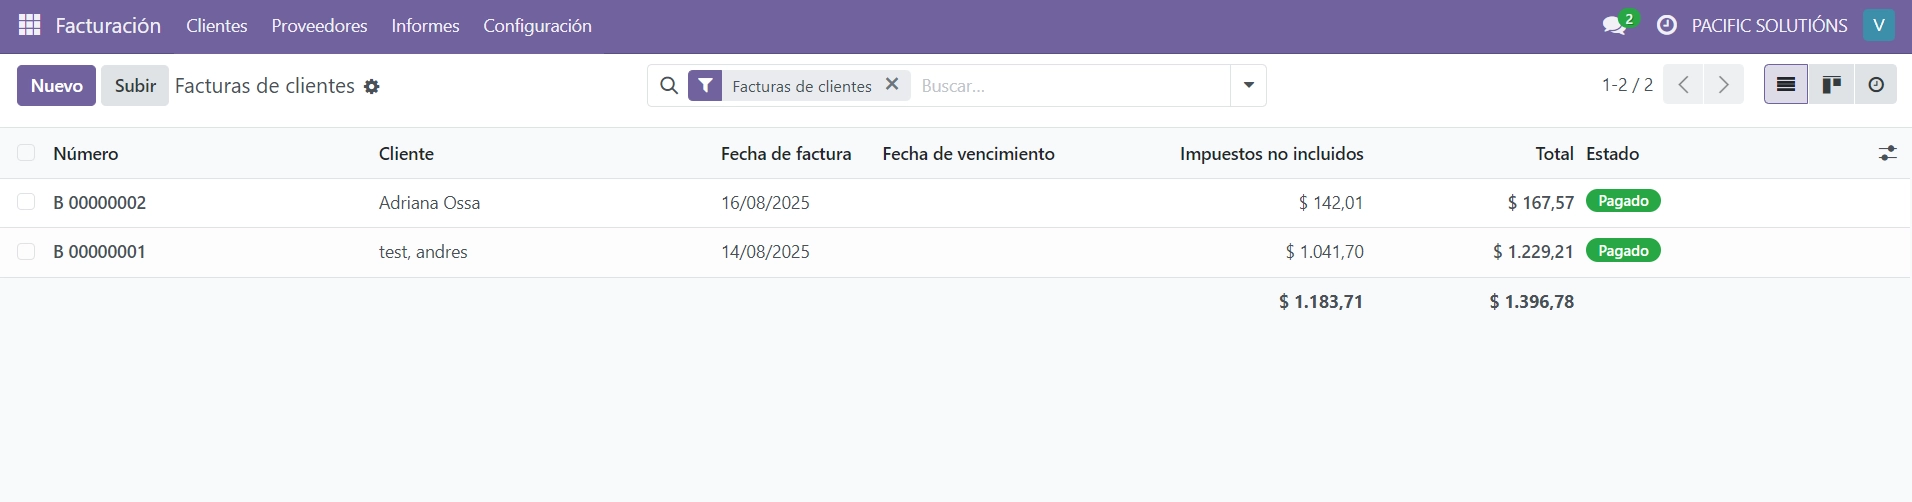 Facturación Clientes Proveedores Informes Configuración 2 PACIFIC SOLUTIÓNS V
Nuevo Subir Facturas de clientes Facturas de clientes Buscar... 1-2 / 2
Número Cliente Fecha de factura Fecha de vencimiento Impuestos no incluidos Total Estado
B 00000002 Adriana Ossa 16/08/2025 $ 142,01 $ 167,57 Pagado
B 00000001 test, andres 14/08/2025 $ 1.041,70 $ 1.229,21 Pagado
$ 1.183,71 $ 1.396,78